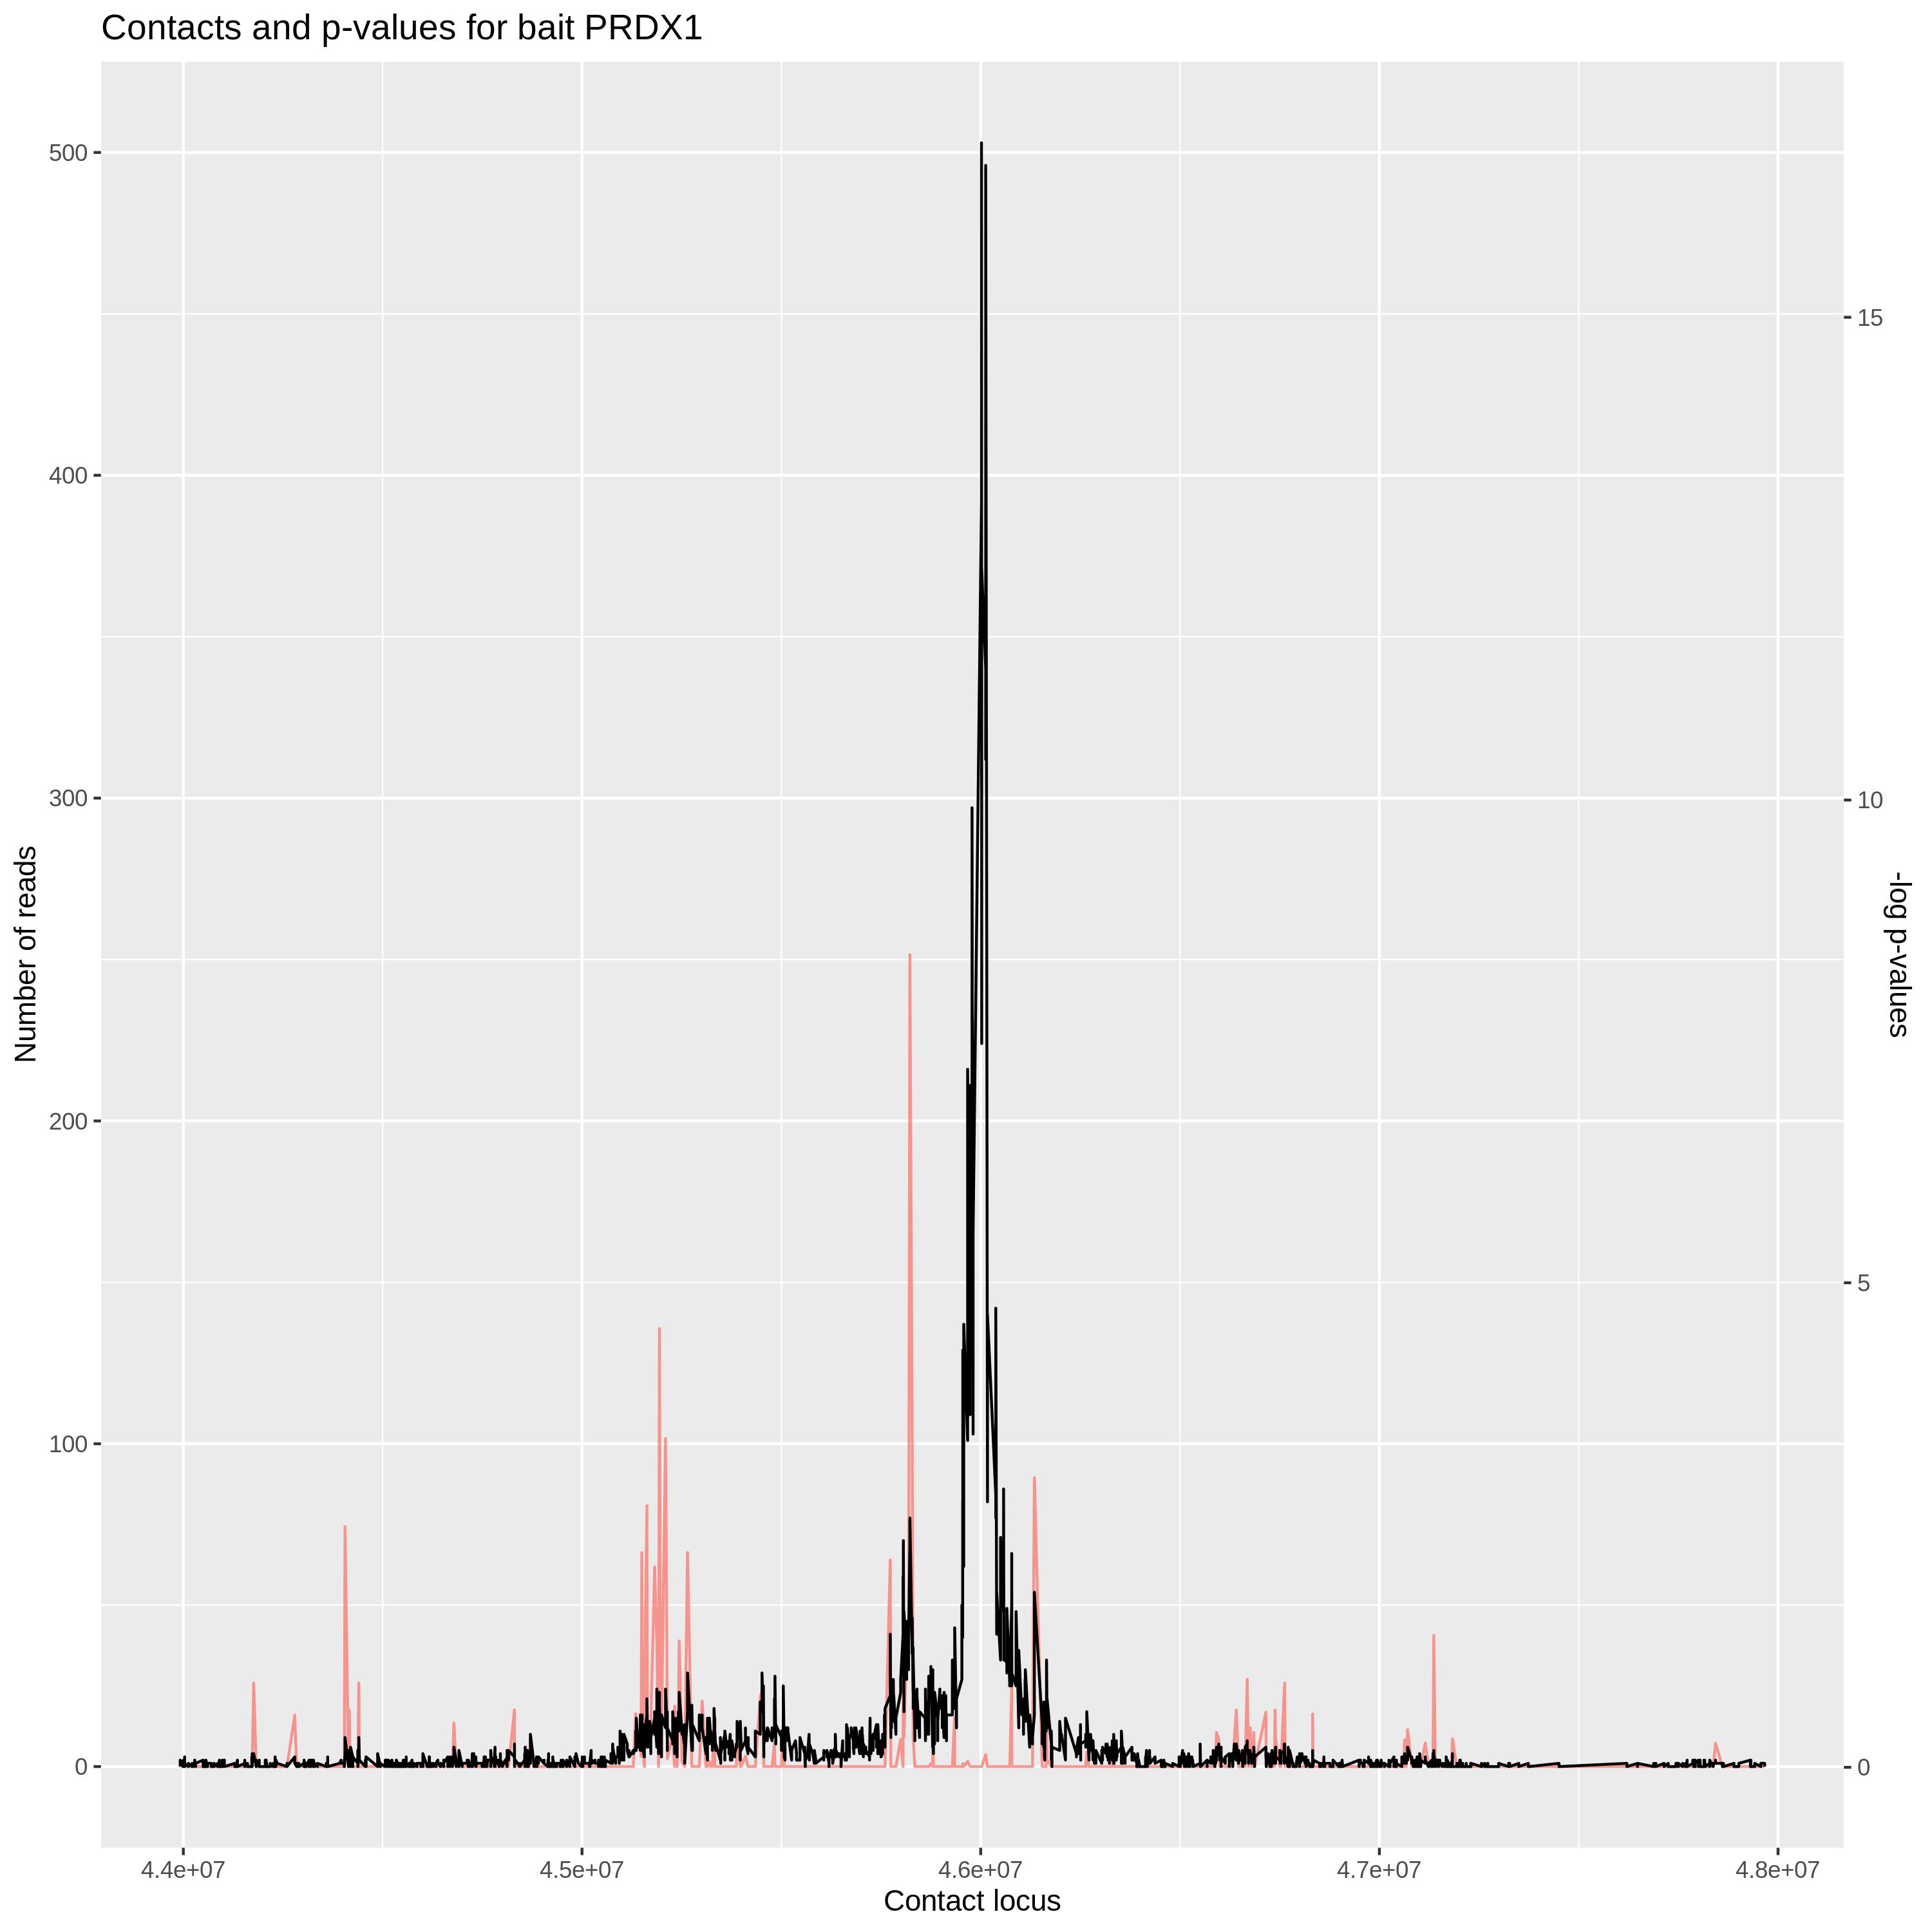 Contacts and p-values for bait PRDX1
500
400
300
200
100
0
Number of reads
15
10
5
0
-log p-values
4.4e+07
4.5e+07
4.6e+07
4.7e+07
4.8e+07
Contact locus